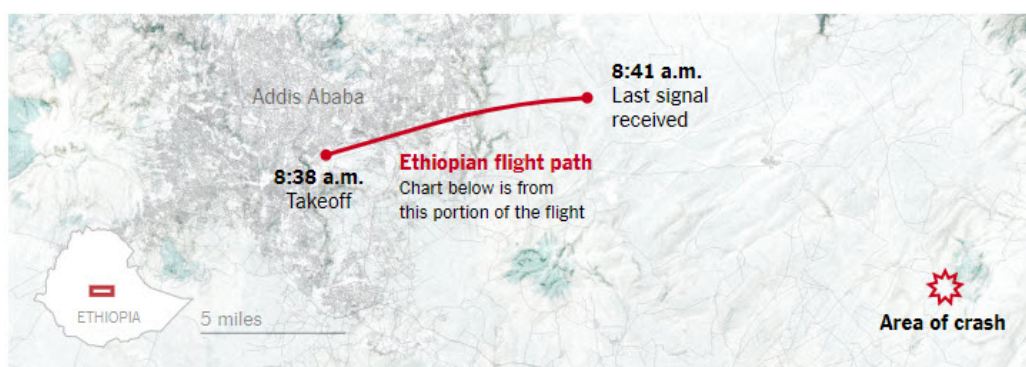 Addis Ababa
8:41 a.m.
Last signal
received
8:38 a.m.
Takeoff
Ethiopian flight path
Chart below is from
this portion of the flight
ETHIOPIA
5 miles
Area of crash